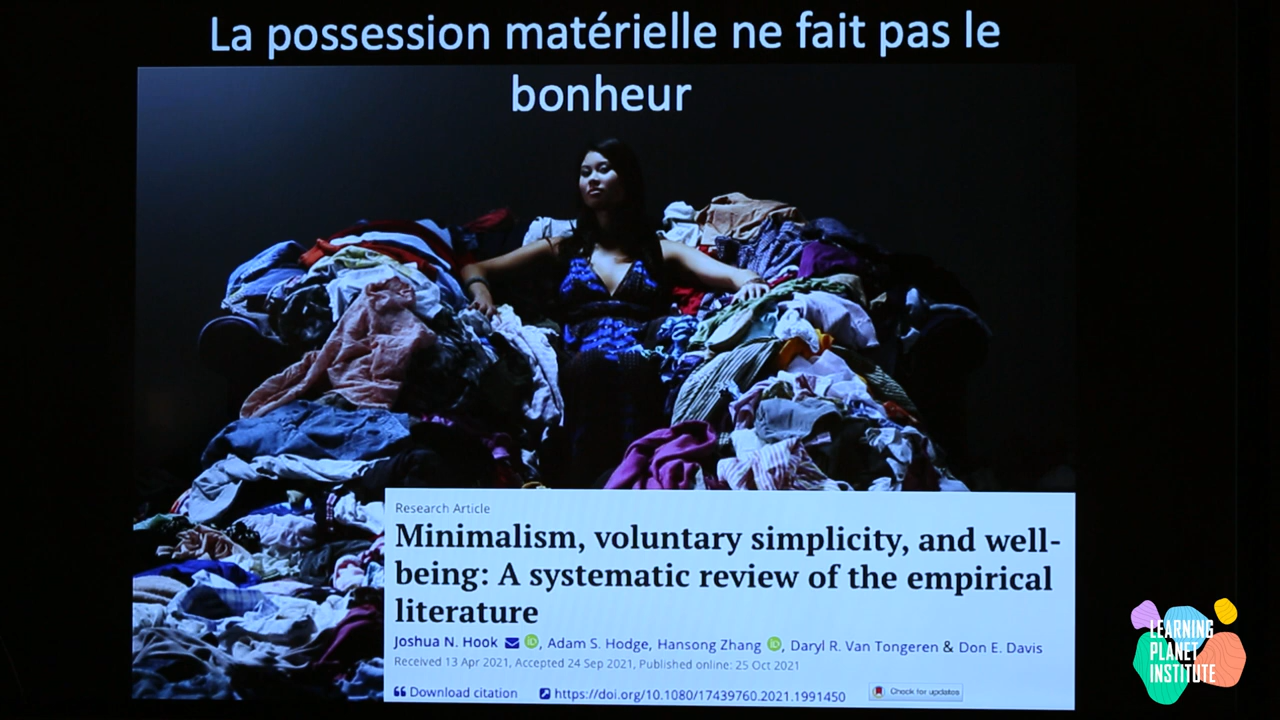 La possession matérielle ne fait pas le
bonheur
Research Article
Minimalism, voluntary simplicity, and well-
being: A systematic review of the empirical
literature
Joshua N. Hook iD, Adam S. Hodge, Hansong Zhang iD, Daryl R. Van Tongeren & Don E. Davis
Received 13 Apr 2021, Accepted 24 Sep 2021, Published online: 25 Oct 2021
Download citation https://doi.org/10.1080/17439760.2021.1991450 Check for updates
LEARNING
PLANET
INSTITUTE